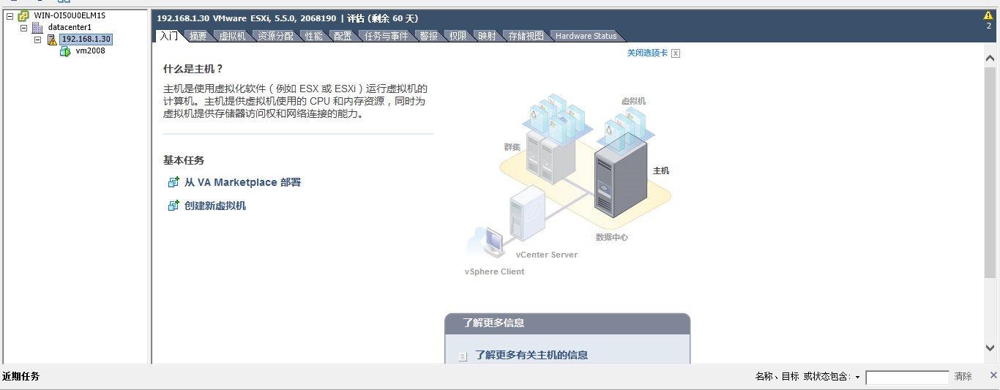 WIN-OI50U0ELM1S
datacenter1
192.168.1.30
vm2008
192.168.1.30 VMware ESXi, 5.5.0, 2068190 | 评估 (剩余 60 天)
2
入门 摘要 虚拟机 资源分配 性能 配置 任务与事件 警报 权限 映射 存储视图 Hardware Status
关闭选项卡 X
什么是主机？
主机是使用虚拟化软件（例如 ESX 或 ESXi）运行虚拟机的
计算机。主机提供虚拟机使用的 CPU 和内存资源，同时为
虚拟机提供存储器访问权和网络连接的能力。
基本任务
从 VA Marketplace 部署
创建新虚拟机
虚拟机
群集
主机
数据中心
vCenter Server
vSphere Client
了解更多信息
了解更多有关主机的信息
近期任务
名称、目标 或状态包含:
清除